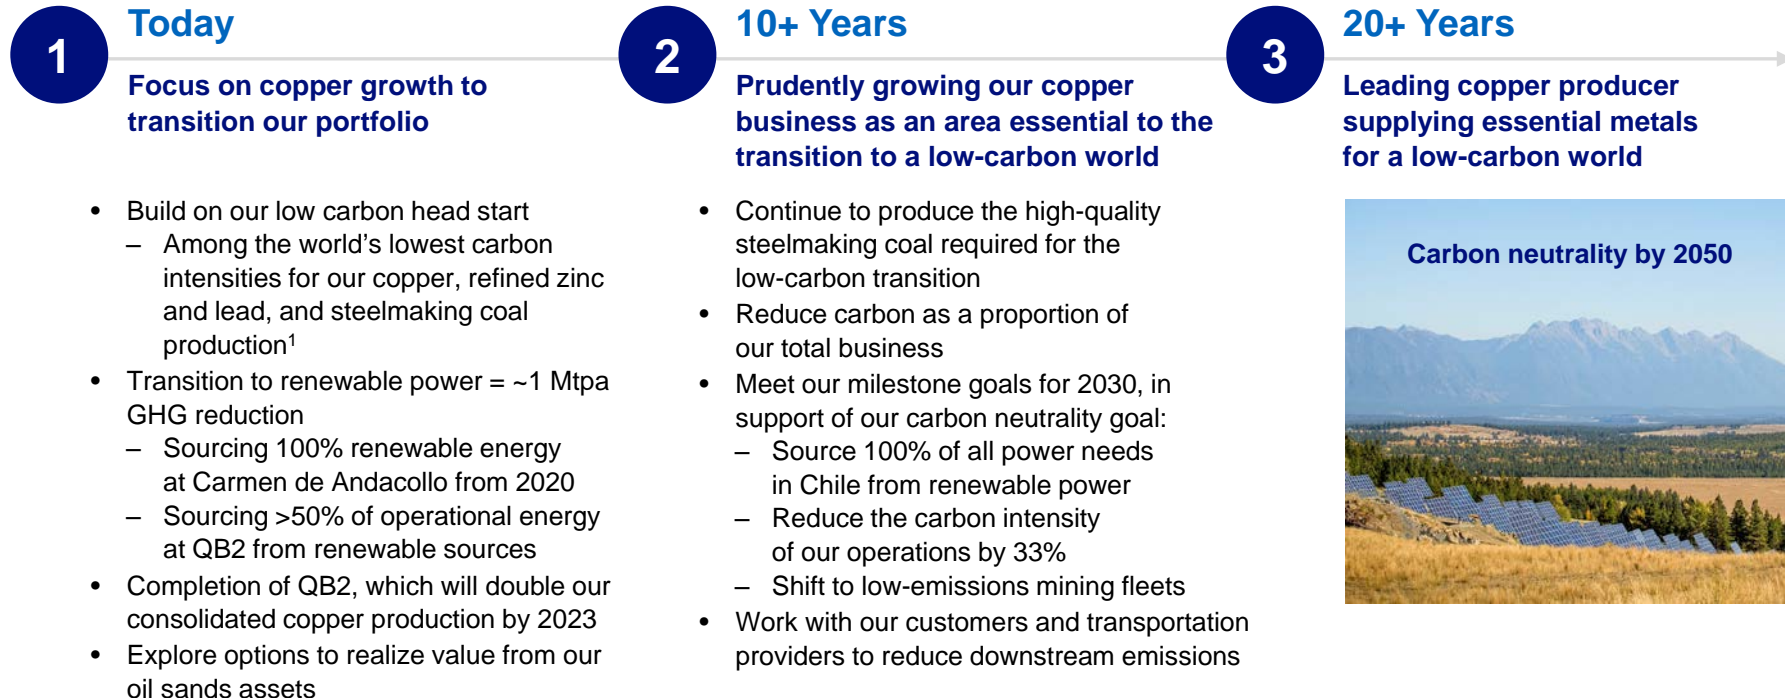 1
Today
Focus on copper growth to
transition our portfolio
• Build on our low carbon head start
– Among the world’s lowest carbon
intensities for our copper, refined zinc
and lead, and steelmaking coal
production¹
• Transition to renewable power = ~1 Mtpa
GHG reduction
– Sourcing 100% renewable energy
at Carmen de Andacollo from 2020
– Sourcing >50% of operational energy
at QB2 from renewable sources
• Completion of QB2, which will double our
consolidated copper production by 2023
• Explore options to realize value from our
oil sands assets
2
10+ Years
Prudently growing our copper
business as an area essential to the
transition to a low-carbon world
• Continue to produce the high-quality
steelmaking coal required for the
low-carbon transition
• Reduce carbon as a proportion of
our total business
• Meet our milestone goals for 2030, in
support of our carbon neutrality goal:
– Source 100% of all power needs
in Chile from renewable power
– Reduce the carbon intensity
of our operations by 33%
– Shift to low-emissions mining fleets
• Work with our customers and transportation
providers to reduce downstream emissions
3
20+ Years
Leading copper producer
supplying essential metals
for a low-carbon world
Carbon neutrality by 2050